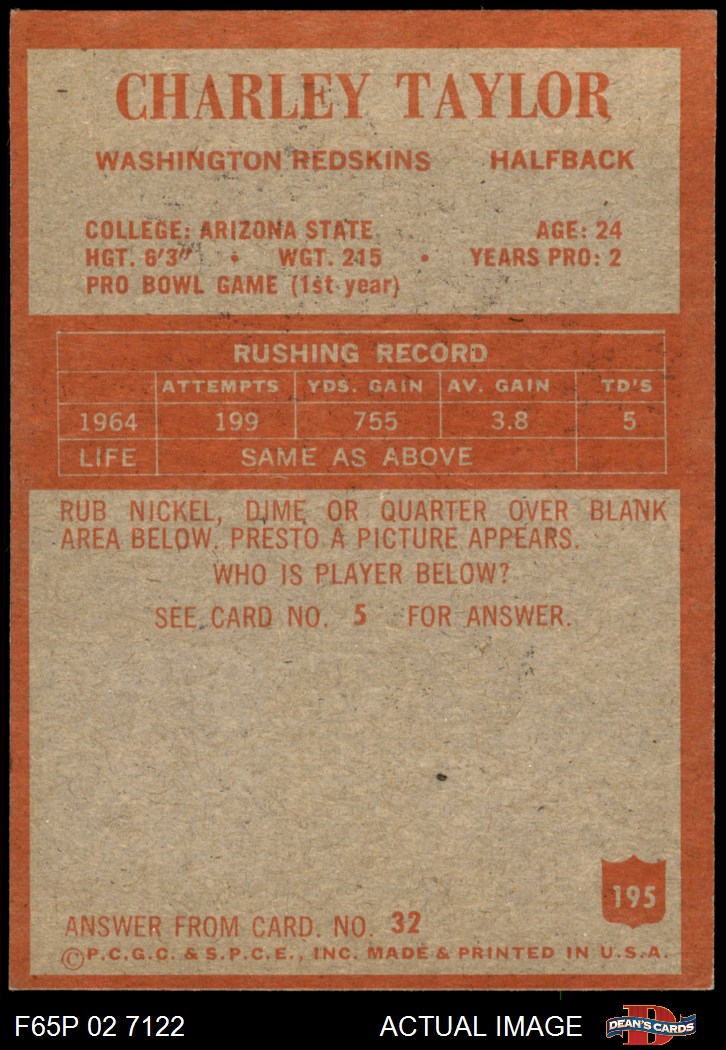 CHARLEY TAYLOR
WASHINGTON REDSKINS HALFBACK
COLLEGE: ARIZONA STATE AGE: 24
HGT. 6'3" • WGT. 215 • YEARS PRO: 2
PRO BOWL GAME (1st year)
RUSHING RECORD
ATTEMPTS YDS. GAIN AV. GAIN TD'S
1964 199 755 3.8 5
LIFE SAME AS ABOVE
RUB NICKEL, DIME OR QUARTER OVER BLANK
AREA BELOW. PRESTO A PICTURE APPEARS.
WHO IS PLAYER BELOW?
SEE CARD NO. 5 FOR ANSWER.
195
ANSWER FROM CARD. NO. 32
©P.C.G.C. & S.P.C.E., INC. MADE & PRINTED IN U.S.A.
F65P 02 7122 ACTUAL IMAGE DEAN'S CARDS